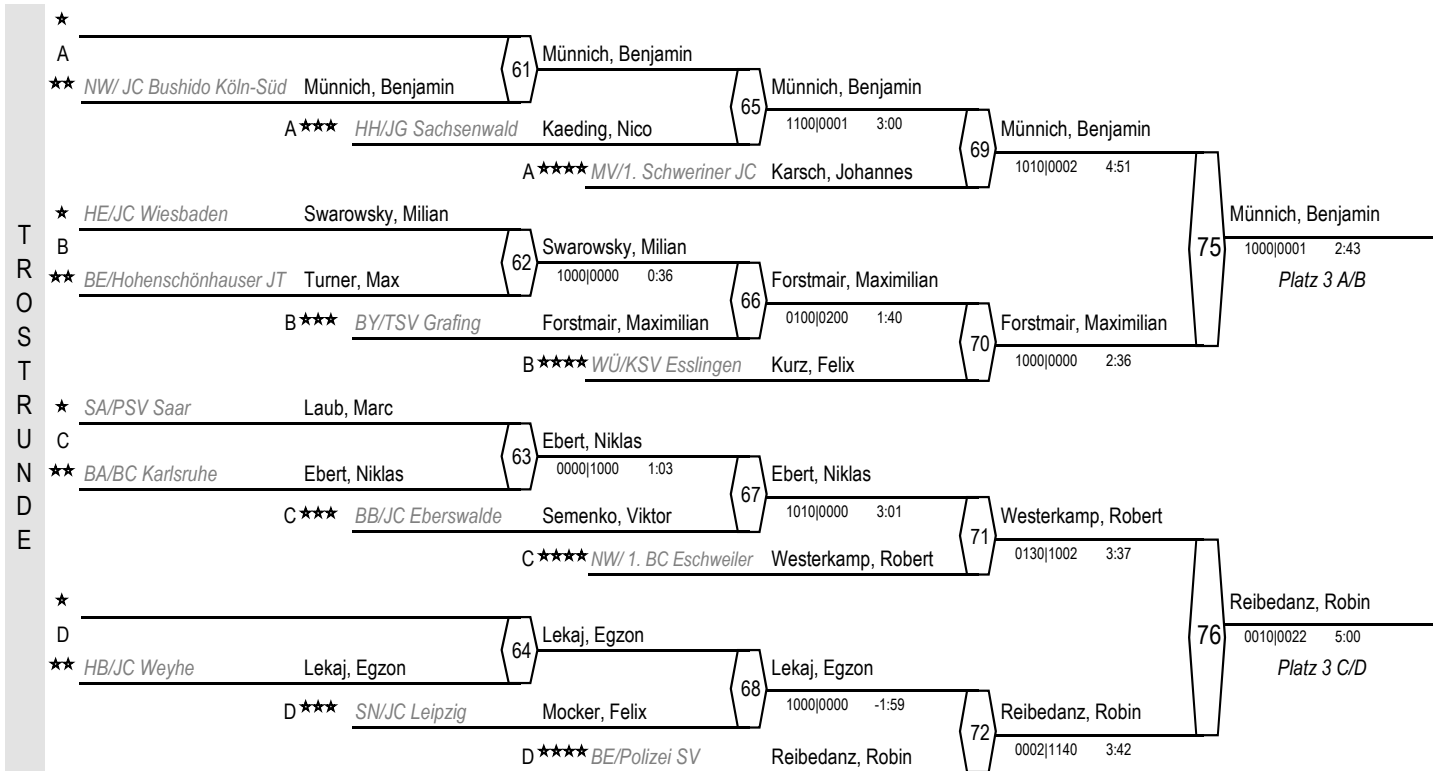 TROSTRUNDE
★
A
61 Münnich, Benjamin
★★ NW/ JC Bushido Köln-Süd Münnich, Benjamin
65 Münnich, Benjamin
1100|0001 3:00
A ★★★ HH/JG Sachsenwald Kaeding, Nico
69 Münnich, Benjamin
1010|0002 4:51
A ★★★★ MV/1. Schweriner JC Karsch, Johannes
★ HE/JC Wiesbaden Swarowsky, Milian
75 Münnich, Benjamin
1000|0001 2:43
Platz 3 A/B
B
62 Swarowsky, Milian
1000|0000 0:36
★★ BE/Hohenschönhauser JT Turner, Max
66 Forstmair, Maximilian
0100|0200 1:40
B ★★★ BY/TSV Grafing Forstmair, Maximilian
70 Forstmair, Maximilian
1000|0000 2:36
B ★★★★ WÜ/KSV Esslingen Kurz, Felix
★ SA/PSV Saar Laub, Marc
C
63 Ebert, Niklas
0000|1000 1:03
★★ BA/BC Karlsruhe Ebert, Niklas
67 Ebert, Niklas
1010|0000 3:01
C ★★★ BB/JC Eberswalde Semenko, Viktor
71 Westerkamp, Robert
0130|1002 3:37
C ★★★★ NW/ 1. BC Eschweiler Westerkamp, Robert
★
76 Reibedanz, Robin
0010|0022 5:00
Platz 3 C/D
D
64 Lekaj, Egzon
★★ HB/JC Weyhe Lekaj, Egzon
68 Lekaj, Egzon
1000|0000 -1:59
D ★★★ SN/JC Leipzig Mocker, Felix
72 Reibedanz, Robin
0002|1140 3:42
D ★★★★ BE/Polizei SV Reibedanz, Robin